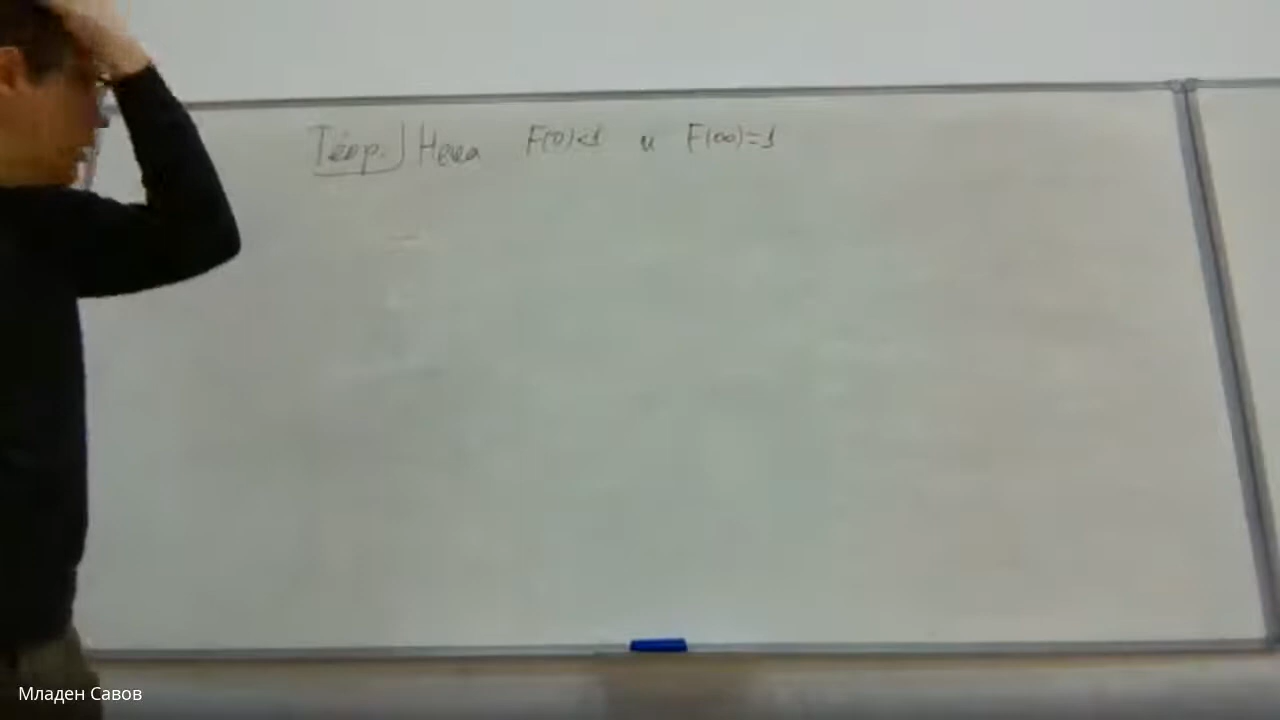 Теор. Нека F(0)<1 и F(∞)=1
Младен Савов